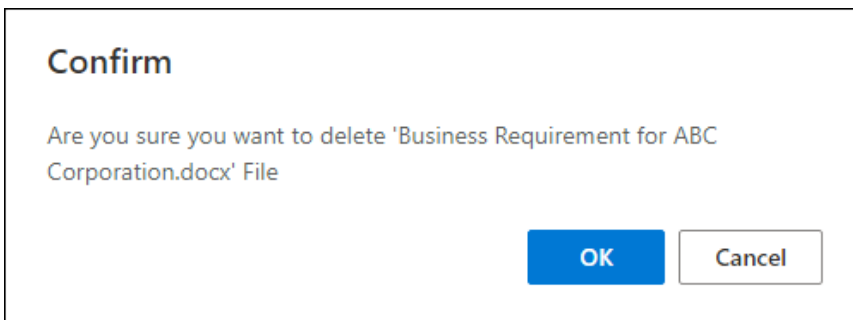 Confirm
Are you sure you want to delete 'Business Requirement for ABC
Corporation.docx' File
OK
Cancel